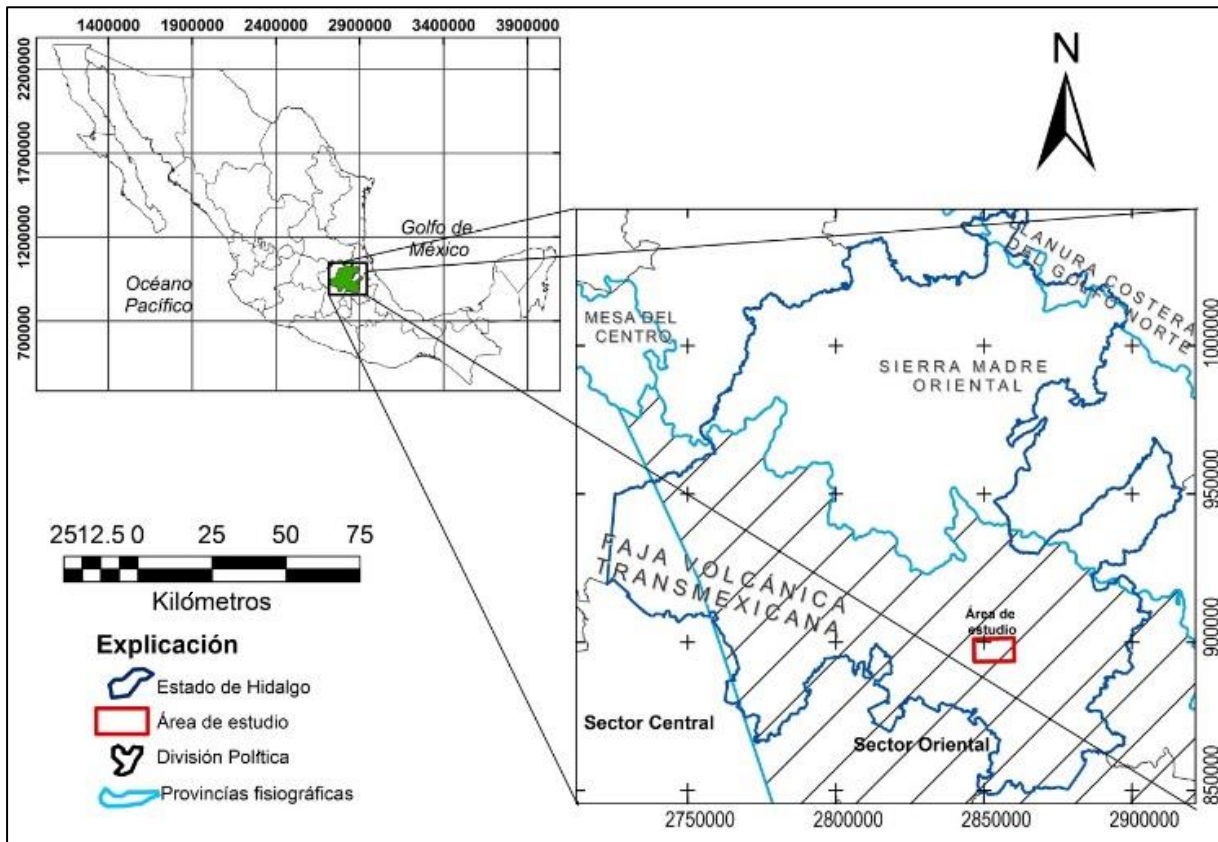 1400000 1900000 2400000 2900000 3400000 3900000
2200000
1700000
1200000
700000
Golfo de
México
Océano
Pacífico
N
LLANURA COSTERA
DEL GOLFO NORTE
MESA DEL
CENTRO
SIERRA MADRE
ORIENTAL
FAJA VOLCÁNICA
TRANSMEXICANA
Área de
estudio
Sector Central
Sector Oriental
1000000
950000
900000
850000
2750000 2800000 2850000 2900000
25 12.5 0 25 50 75
Kilómetros
Explicación
Estado de Hidalgo
Área de estudio
División Política
Provincías fisiográficas